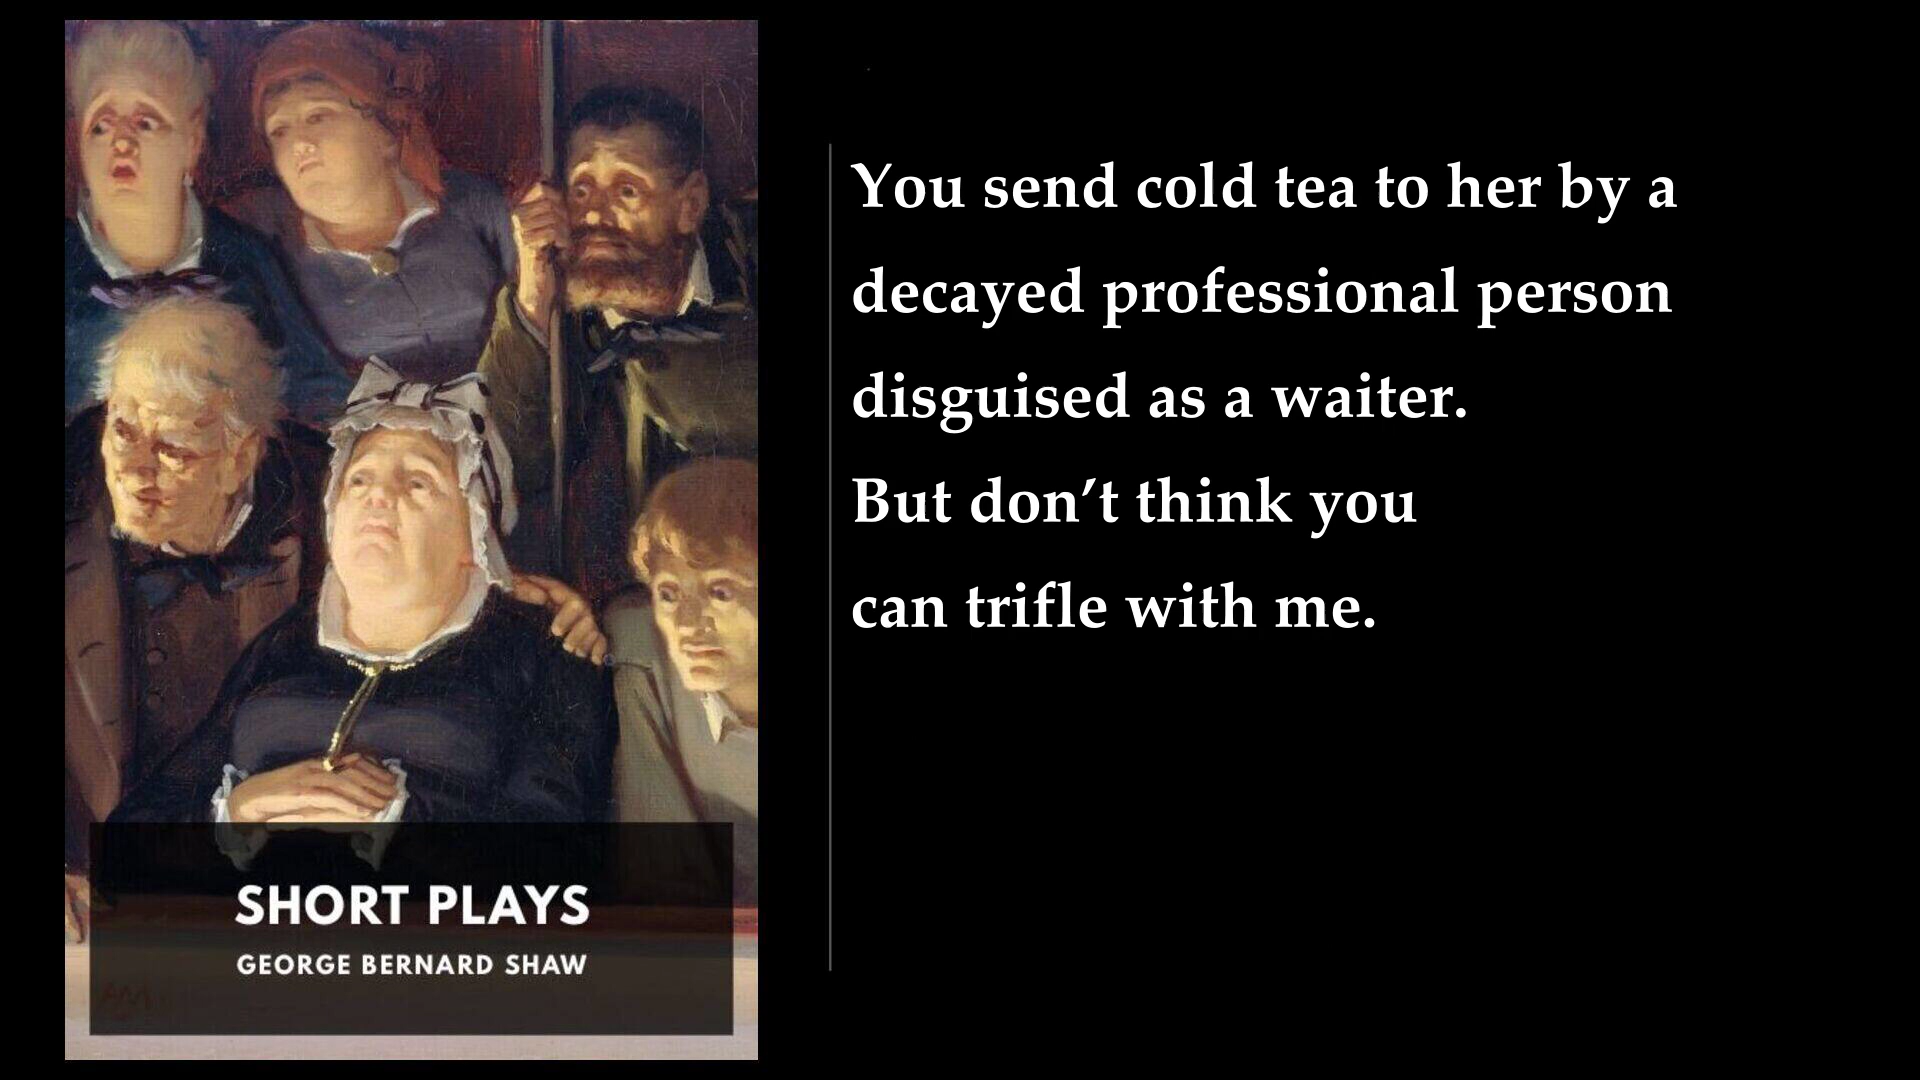 You send cold tea to her by a
decayed professional person
disguised as a waiter.
But don’t think you
can trifle with me.
SHORT PLAYS
GEORGE BERNARD SHAW